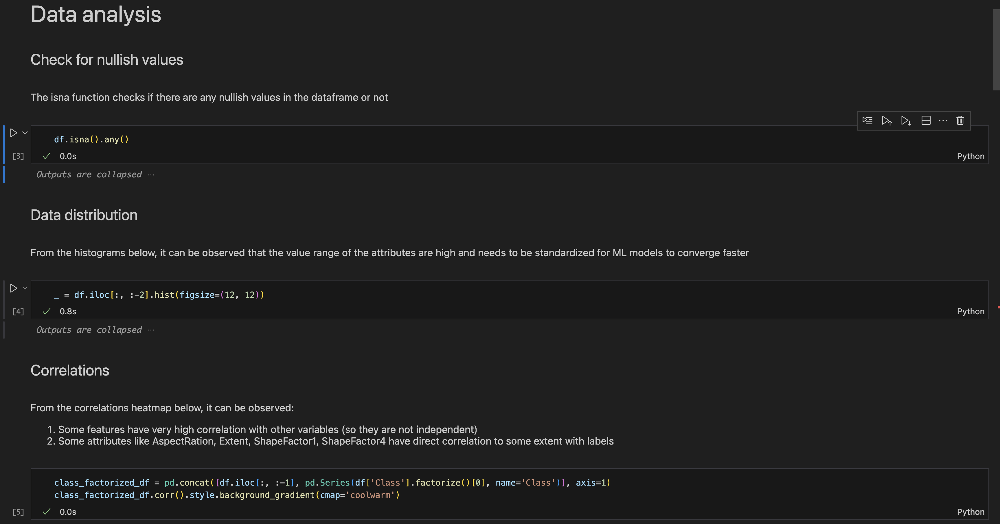 Data analysis
Check for nullish values
The isna function checks if there are any nullish values in the dataframe or not
df.isna().any()
[3]
0.0s
Python
Outputs are collapsed ...
Data distribution
From the histograms below, it can be observed that the value range of the attributes are high and needs to be standardized for ML models to converge faster
_ = df.iloc[:, :-2].hist(figsize=(12, 12))
[4]
0.8s
Python
Outputs are collapsed ...
Correlations
From the correlations heatmap below, it can be observed:
1. Some features have very high correlation with other variables (so they are not independent)
2. Some attributes like AspectRation, Extent, ShapeFactor1, ShapeFactor4 have direct correlation to some extent with labels
class_factorized_df = pd.concat([df.iloc[:, :-1], pd.Series(df['Class'].factorize()[0], name='Class')], axis=1)
class_factorized_df.corr().style.background_gradient(cmap='coolwarm')
[5]
0.0s
Python